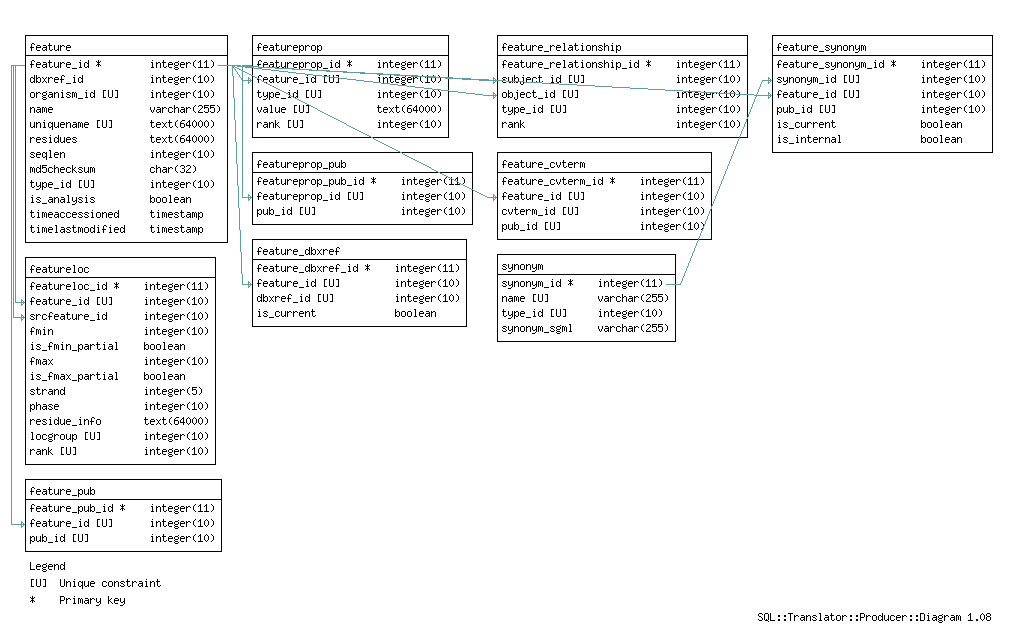 feature
feature_id * integer(11)
dbxref_id integer(10)
organism_id [U] integer(10)
name varchar(255)
uniquename [U] text(64000)
residues text(64000)
seqlen integer(10)
md5checksum char(32)
type_id [U] integer(10)
is_analysis boolean
timeaccessioned timestamp
timelastmodified timestamp
featureloc
featureloc_id * integer(11)
feature_id [U] integer(10)
srcfeature_id integer(10)
fmin integer(10)
is_fmin_partial boolean
fmax integer(10)
is_fmax_partial boolean
strand integer(5)
phase integer(10)
residue_info text(64000)
locgroup [U] integer(10)
rank [U] integer(10)
feature_pub
feature_pub_id * integer(11)
feature_id [U] integer(10)
pub_id [U] integer(10)
featureprop
featureprop_id * integer(11)
feature_id [U] integer(10)
type_id [U] integer(10)
value [U] text(64000)
rank [U] integer(10)
featureprop_pub
featureprop_pub_id * integer(11)
featureprop_id [U] integer(10)
pub_id [U] integer(10)
feature_dbxref
feature_dbxref_id * integer(11)
feature_id [U] integer(10)
dbxref_id [U] integer(10)
is_current boolean
feature_relationship
feature_relationship_id * integer(11)
subject_id [U] integer(10)
object_id [U] integer(10)
type_id [U] integer(10)
rank integer(10)
feature_cvterm
feature_cvterm_id * integer(11)
feature_id [U] integer(10)
cvterm_id [U] integer(10)
pub_id [U] integer(10)
synonym
synonym_id * integer(11)
name [U] varchar(255)
type_id [U] integer(10)
synonym_sgml varchar(255)
feature_synonym
feature_synonym_id * integer(11)
synonym_id [U] integer(10)
feature_id [U] integer(10)
pub_id [U] integer(10)
is_current boolean
is_internal boolean
Legend
[U] Unique constraint
* Primary key
SQL::Translator::Producer::Diagram 1.08